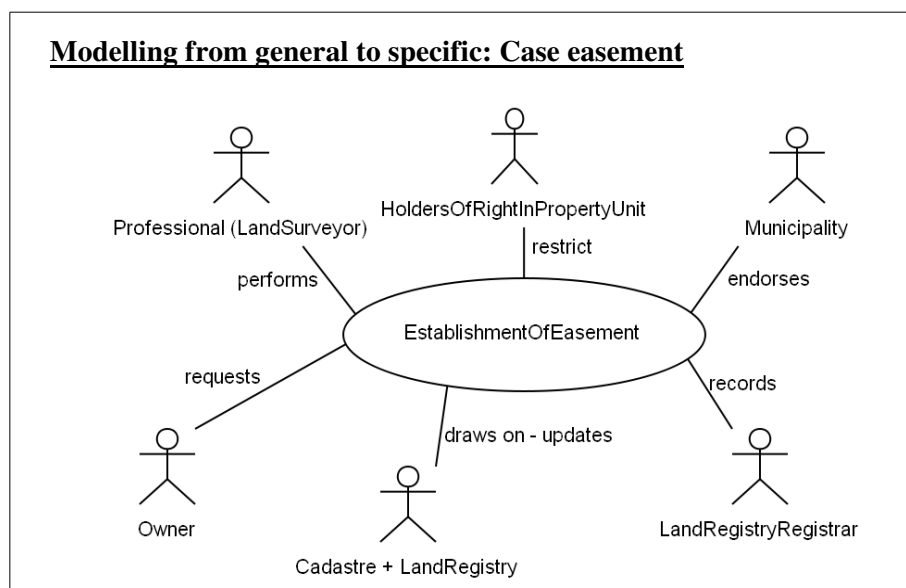 Modelling from general to specific: Case easement
HoldersOfRightInPropertyUnit
Professional (LandSurveyor)
Municipality
restrict
performs
endorses
EstablishmentOfEasement
requests
records
draws on - updates
Owner
LandRegistryRegistrar
Cadastre + LandRegistry